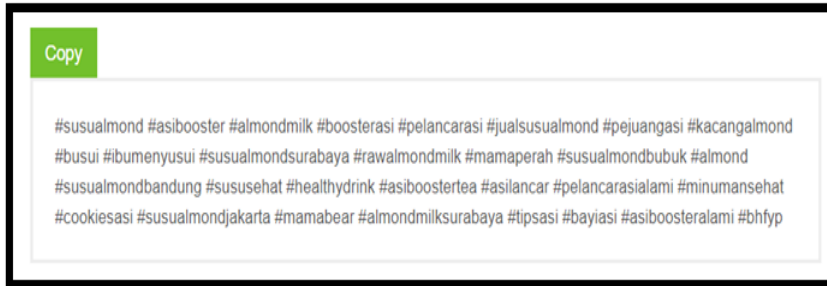 Copy
#susualmond #asibooster #almondmilk #boosterasi #pelancarasi #jualsusualmond #pejuangasi #kacangalmond
#busui #ibumenyusui #susualmondsurabaya #rawalmondmilk #mamaperah #susualmondbubuk #almond
#susualmondbandung #sususehat #healthydrink #asiboostertea #asilancar #pelancarasialami #minumansehat
#cookiesasi #susualmondjakarta #mamabear #almondmilksurabaya #tipsasi #bayiasi #asiboosteralami #bhfyp